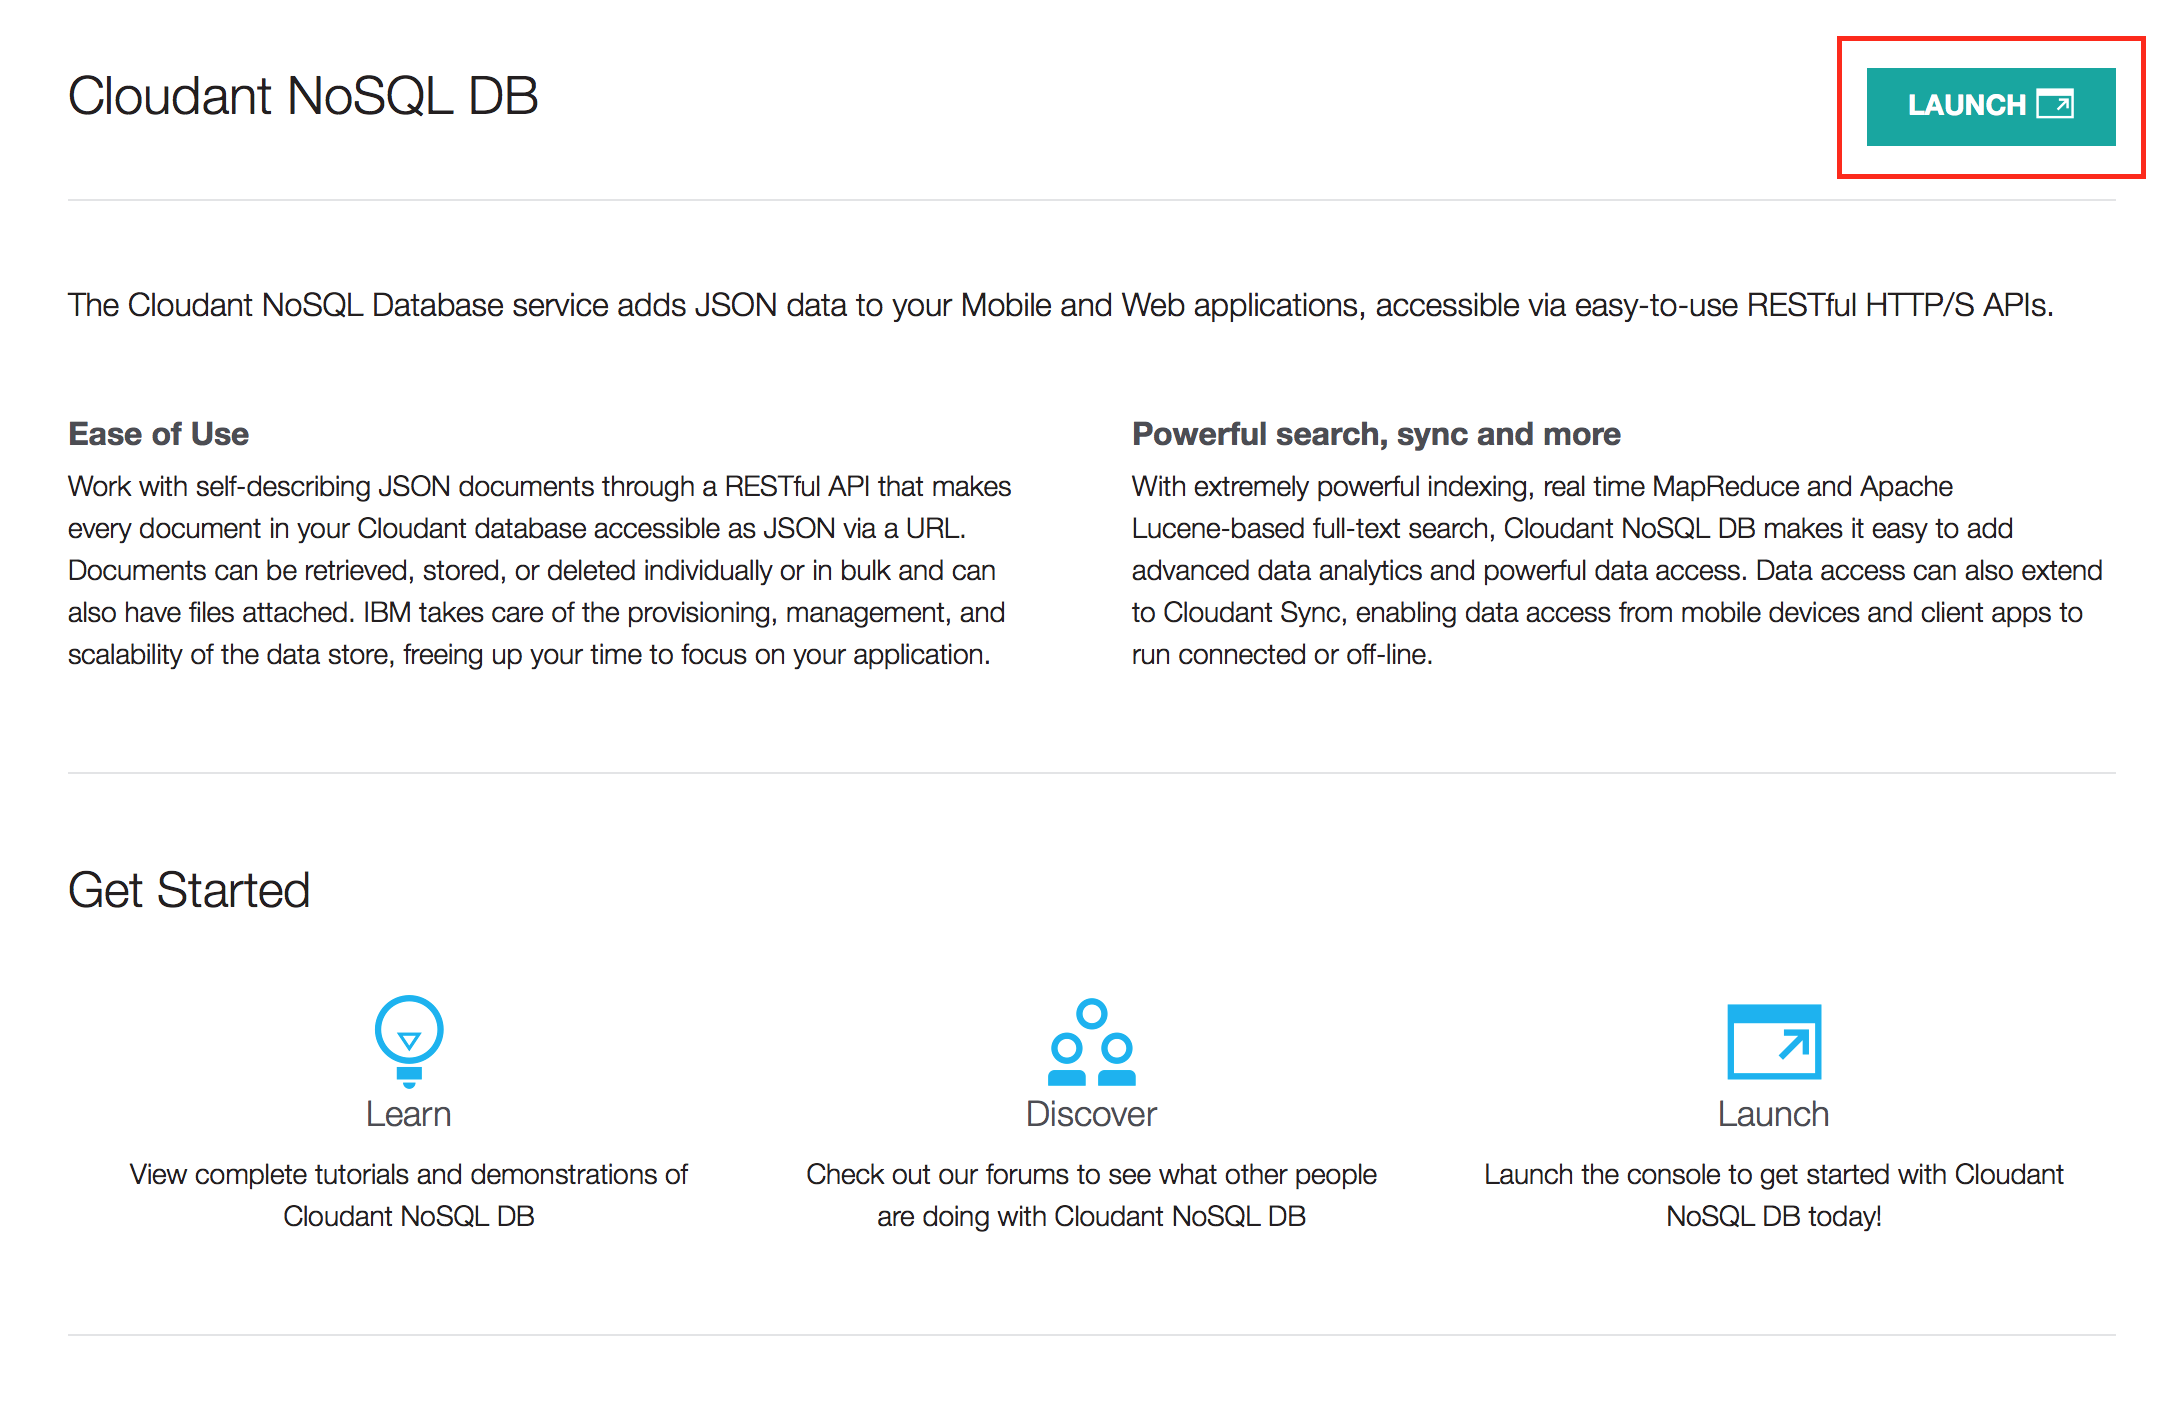 Cloudant NoSQL DB
LAUNCH
The Cloudant NoSQL Database service adds JSON data to your Mobile and Web applications, accessible via easy-to-use RESTful HTTP/S APIs.
Ease of Use
Work with self-describing JSON documents through a RESTful API that makes
every document in your Cloudant database accessible as JSON via a URL.
Documents can be retrieved, stored, or deleted individually or in bulk and can
also have files attached. IBM takes care of the provisioning, management, and
scalability of the data store, freeing up your time to focus on your application.
Powerful search, sync and more
With extremely powerful indexing, real time MapReduce and Apache
Lucene-based full-text search, Cloudant NoSQL DB makes it easy to add
advanced data analytics and powerful data access. Data access can also extend
to Cloudant Sync, enabling data access from mobile devices and client apps to
run connected or off-line.
Get Started
Learn
View complete tutorials and demonstrations of
Cloudant NoSQL DB
Discover
Check out our forums to see what other people
are doing with Cloudant NoSQL DB
Launch
Launch the console to get started with Cloudant
NoSQL DB today!